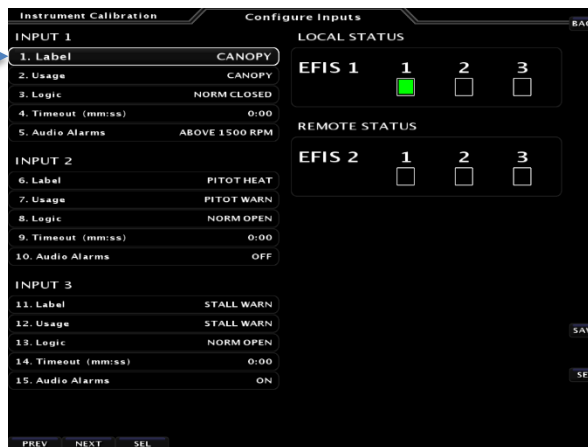 Instrument Calibration
Configure Inputs
INPUT 1
1. Label CANOPY
2. Usage CANOPY
3. Logic NORM CLOSED
4. Timeout (mm:ss) 0:00
5. Audio Alarms ABOVE 1500 RPM
INPUT 2
6. Label PITOT HEAT
7. Usage PITOT WARN
8. Logic NORM OPEN
9. Timeout (mm:ss) 0:00
10. Audio Alarms OFF
INPUT 3
11. Label STALL WARN
12. Usage STALL WARN
13. Logic NORM OPEN
14. Timeout (mm:ss) 0:00
15. Audio Alarms ON
PREV NEXT SEL
LOCAL STATUS
EFIS 1 1 2 3
REMOTE STATUS
EFIS 2 1 2 3